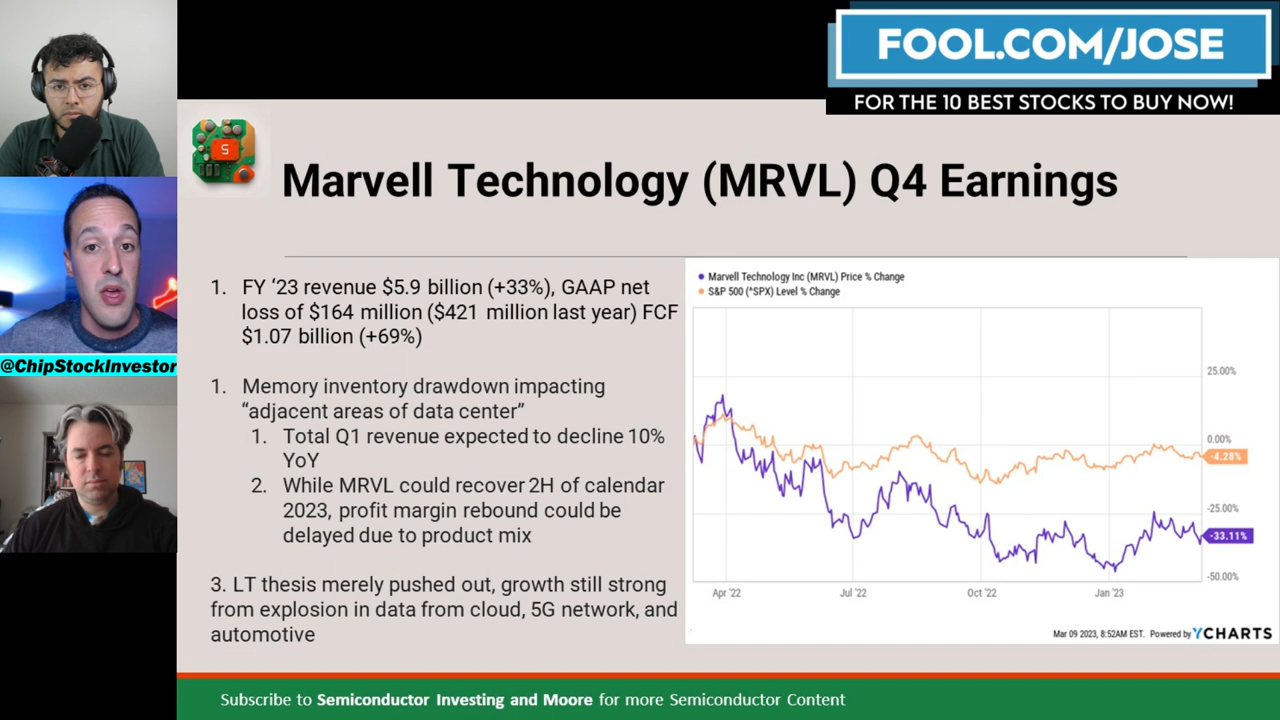 FOOL.COM/JOSE
FOR THE 10 BEST STOCKS TO BUY NOW!
S
Marvell Technology (MRVL) Q4 Earnings
1. FY ‘23 revenue $5.9 billion (+33%), GAAP net
loss of $164 million ($421 million last year) FCF
$1.07 billion (+69%)
1. Memory inventory drawdown impacting
“adjacent areas of data center”
1. Total Q1 revenue expected to decline 10%
YoY
2. While MRVL could recover 2H of calendar
2023, profit margin rebound could be
delayed due to product mix
3. LT thesis merely pushed out, growth still strong
from explosion in data from cloud, 5G network, and
automotive
Marvell Technology Inc (MRVL) Price % Change
S&P 500 (^SPX) Level % Change
25.00%
0.00%
-4.28%
-25.00%
-33.11%
-50.00%
Apr '22
Jul '22
Oct '22
Jan '23
Mar 09 2023, 8:52AM EST. Powered by YCHARTS
@ChipStockInvestor
Subscribe to Semiconductor Investing and Moore for more Semiconductor Content